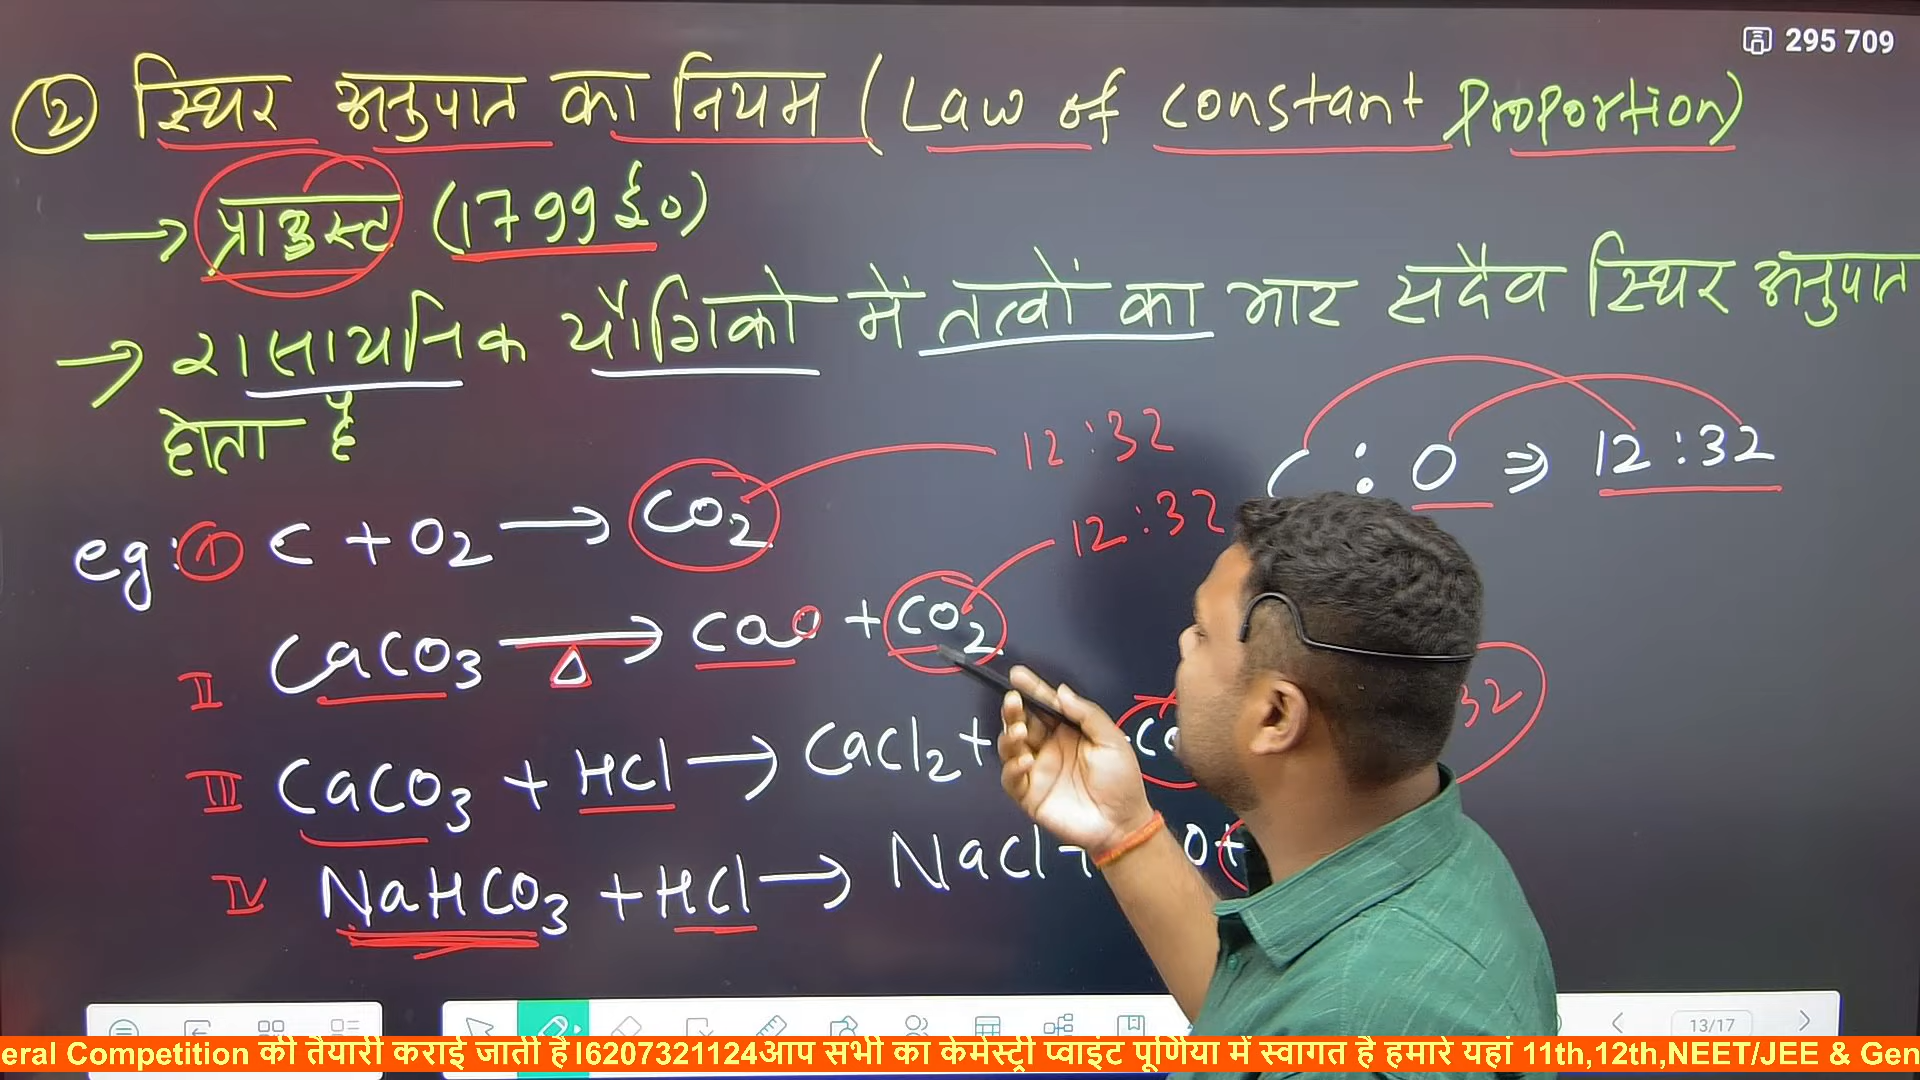 295 709
② स्थिर अनुपात का नियम (Law of constant Proportion)
→ प्राउस्ट (1799 ई०)
→ रासायनिक यौगिको में तत्वों का भार सदैव स्थिर अनुपात
होता है
C : O ⇒ 12:32
eg: ① C + O2 → CO2 12:32
II CaCO3 →Δ CaO + CO2 12:32
III CaCO3 + HCl → CaCl2 + 32
IV NaHCO3 + HCl → NaCl +
13/17
eral Competition की तैयारी कराई जाती है।6207321124आप सभी का केमेस्ट्री प्वाइंट पूर्णिया में स्वागत है हमारे यहां 11th,12th,NEET/JEE & Gen